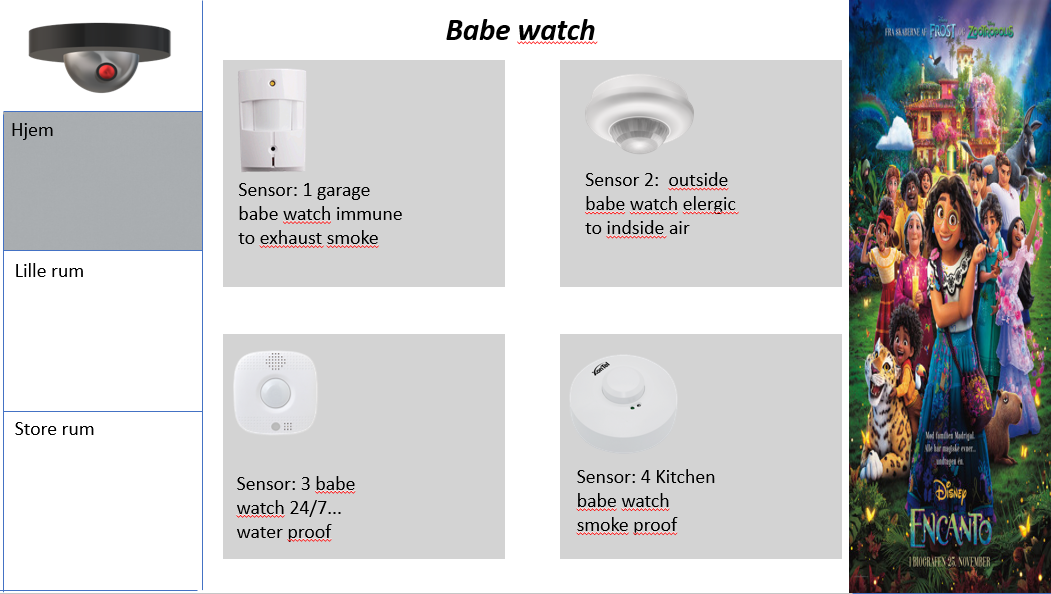 Babe watch
Hjem
Lille rum
Store rum
Sensor: 1 garage
babe watch immune
to exhaust smoke
Sensor 2:  outside
babe watch elergic
to indside air
Sensor: 3 babe
watch 24/7...
water proof
Sensor: 4 Kitchen
babe watch
smoke proof
FRA SKABERNE AF FROST OG ZOOTROPOLIS
Mød familien Madrigal.
Alle har magiske evner...
undtagen én.
Disney
ENCANTO
I BIOGRAFEN 25. NOVEMBER